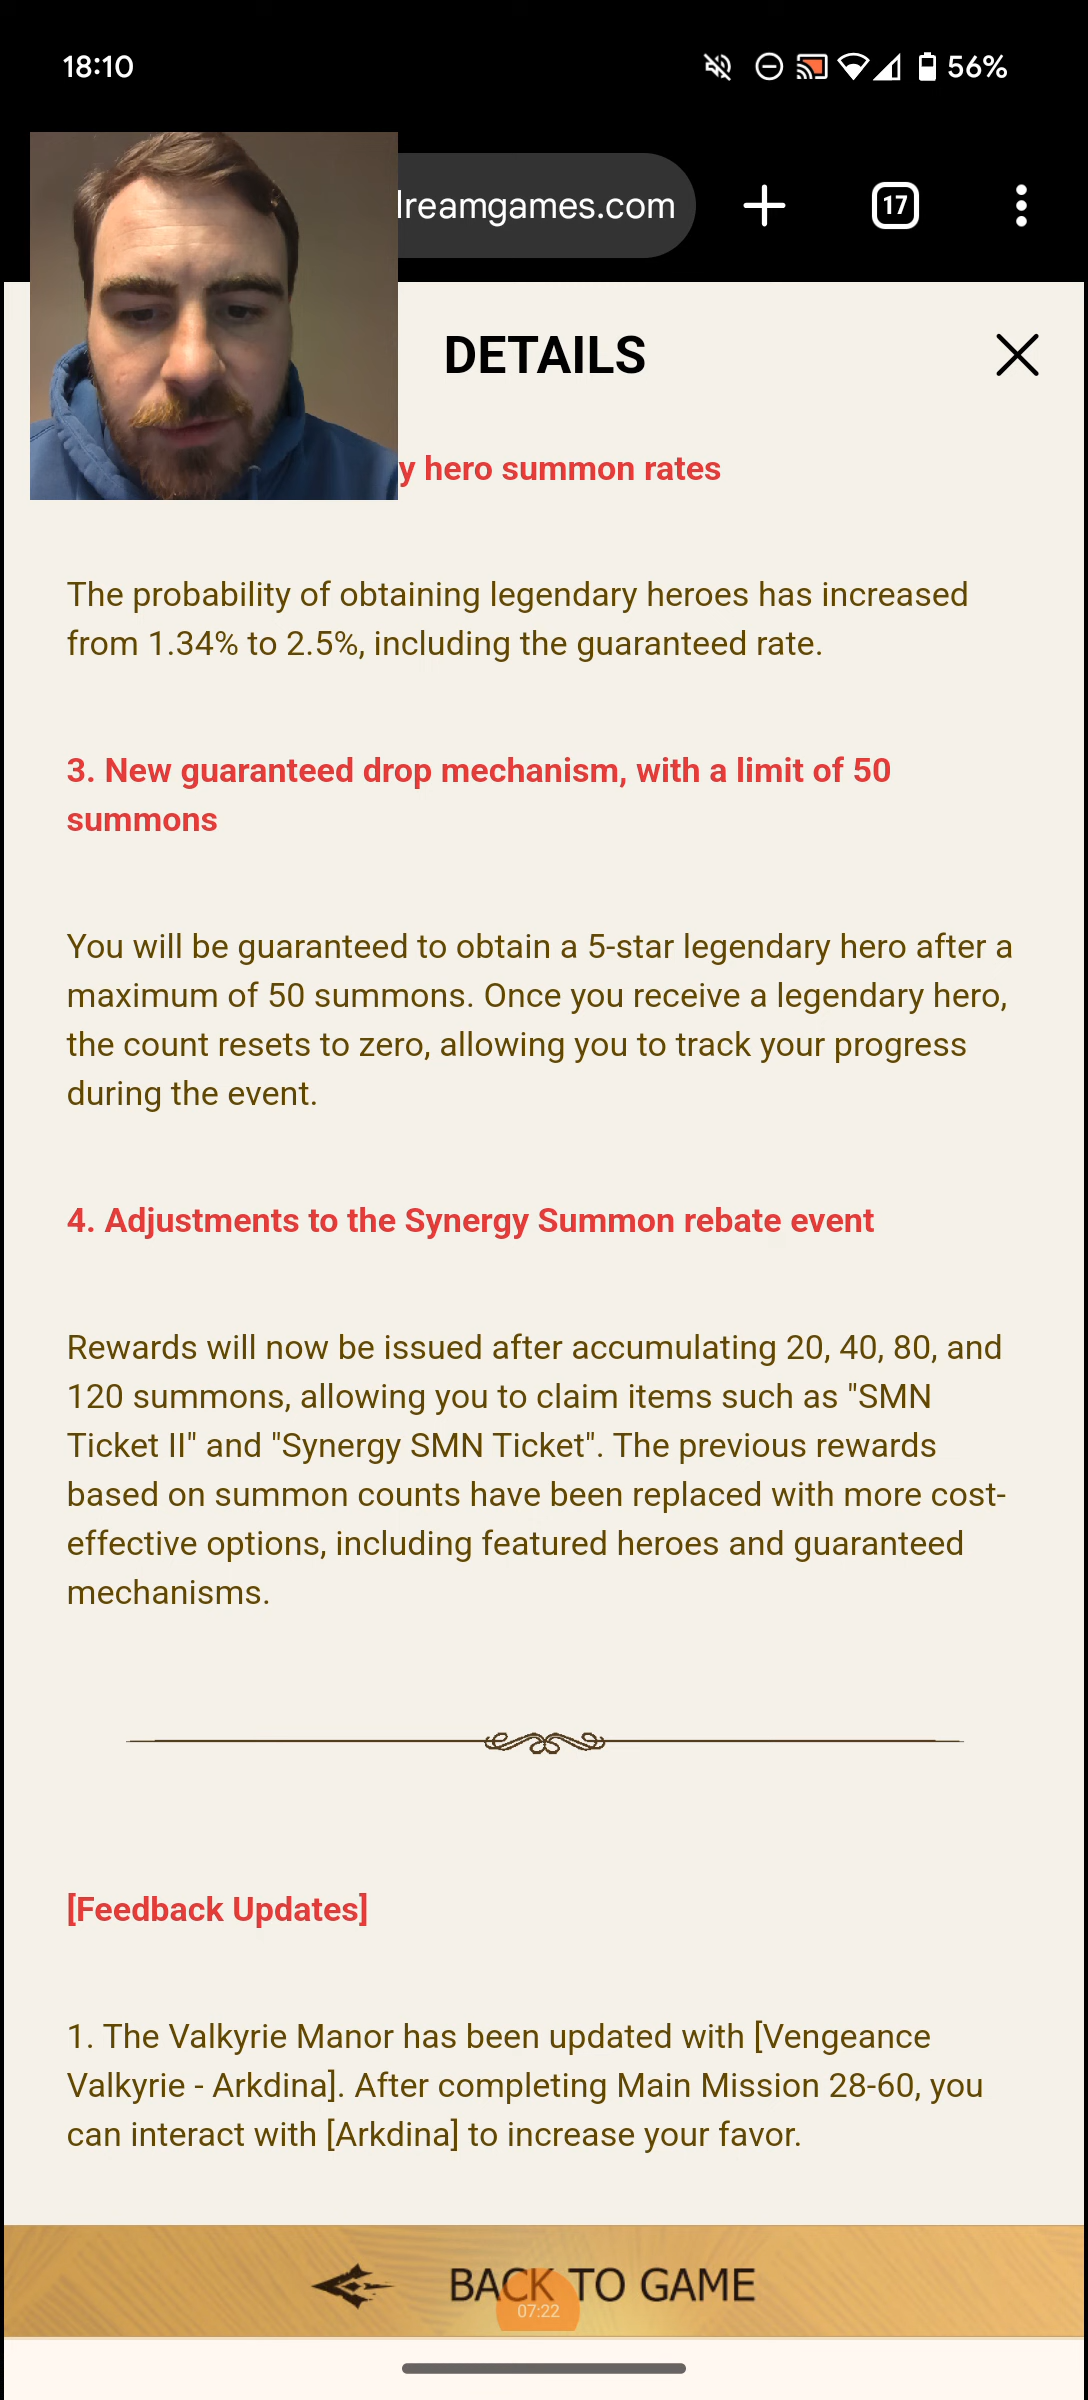 18:10
56%
reamgames.com
17
DETAILS
y hero summon rates
The probability of obtaining legendary heroes has increased
from 1.34% to 2.5%, including the guaranteed rate.
3. New guaranteed drop mechanism, with a limit of 50
summons
You will be guaranteed to obtain a 5-star legendary hero after a
maximum of 50 summons. Once you receive a legendary hero,
the count resets to zero, allowing you to track your progress
during the event.
4. Adjustments to the Synergy Summon rebate event
Rewards will now be issued after accumulating 20, 40, 80, and
120 summons, allowing you to claim items such as "SMN
Ticket II" and "Synergy SMN Ticket". The previous rewards
based on summon counts have been replaced with more cost-
effective options, including featured heroes and guaranteed
mechanisms.
[Feedback Updates]
1. The Valkyrie Manor has been updated with [Vengeance
Valkyrie - Arkdina]. After completing Main Mission 28-60, you
can interact with [Arkdina] to increase your favor.
BACK TO GAME
07:22